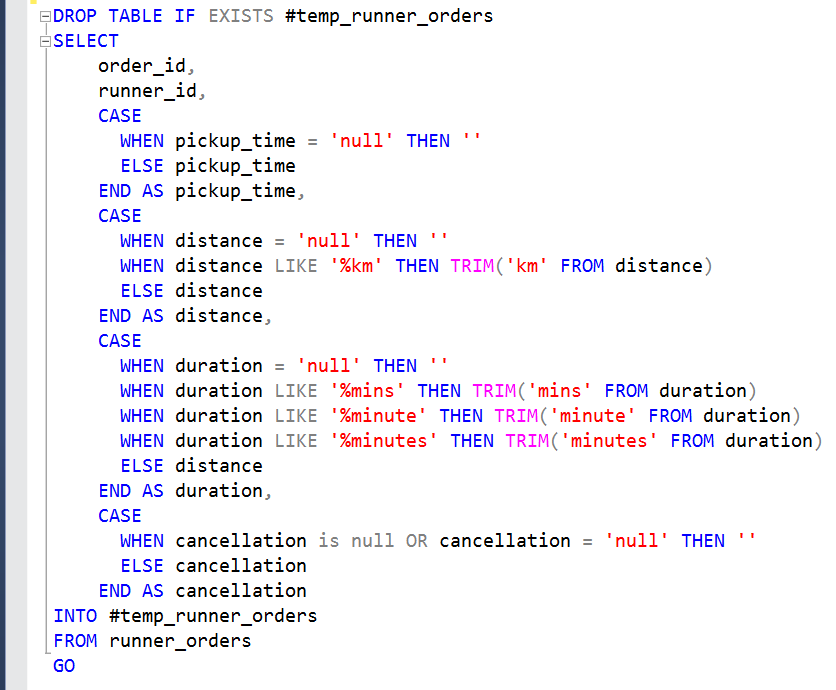 DROP TABLE IF EXISTS #temp_runner_orders
SELECT
order_id,
runner_id,
CASE
WHEN pickup_time = 'null' THEN ''
ELSE pickup_time
END AS pickup_time,
CASE
WHEN distance = 'null' THEN ''
WHEN distance LIKE '%km' THEN TRIM('km' FROM distance)
ELSE distance
END AS distance,
CASE
WHEN duration = 'null' THEN ''
WHEN duration LIKE '%mins' THEN TRIM('mins' FROM duration)
WHEN duration LIKE '%minute' THEN TRIM('minute' FROM duration)
WHEN duration LIKE '%minutes' THEN TRIM('minutes' FROM duration)
ELSE distance
END AS duration,
CASE
WHEN cancellation is null OR cancellation = 'null' THEN ''
ELSE cancellation
END AS cancellation
INTO #temp_runner_orders
FROM runner_orders
GO